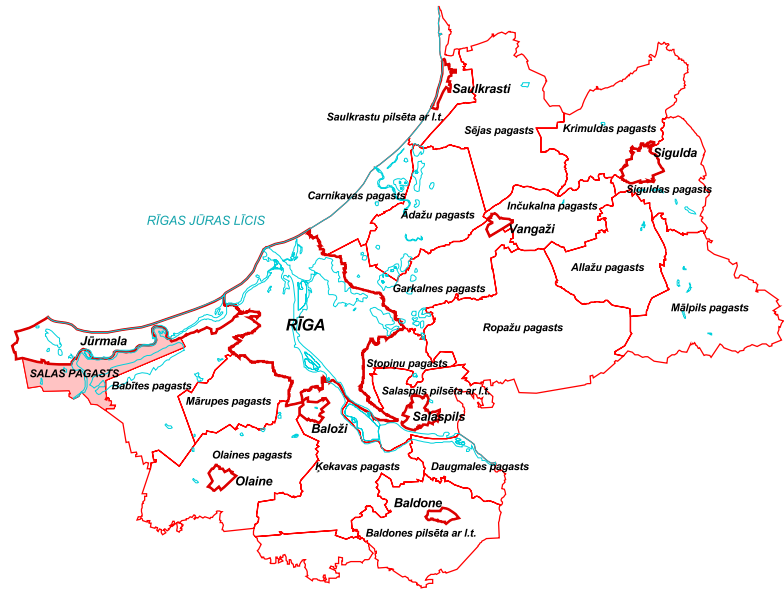 Saulkrasti
Saulkrastu pilsēta ar l.t.
Sējas pagasts
Krimuldas pagasts
Sigulda
Siguldas pagasts
Carnikavas pagasts
Inčukalna pagasts
Ādažu pagasts
RĪGAS JŪRAS LĪCIS
Vangaži
Allažu pagasts
Garkalnes pagasts
Mālpils pagasts
RĪGA
Ropažu pagasts
Jūrmala
Stopiņu pagasts
SALAS PAGASTS
Babītes pagasts
Salaspils pilsēta ar l.t.
Mārupes pagasts
Salaspils
Baloži
Olaines pagasts
Ķekavas pagasts
Daugmales pagasts
Olaine
Baldone
Baldones pilsēta ar l.t.